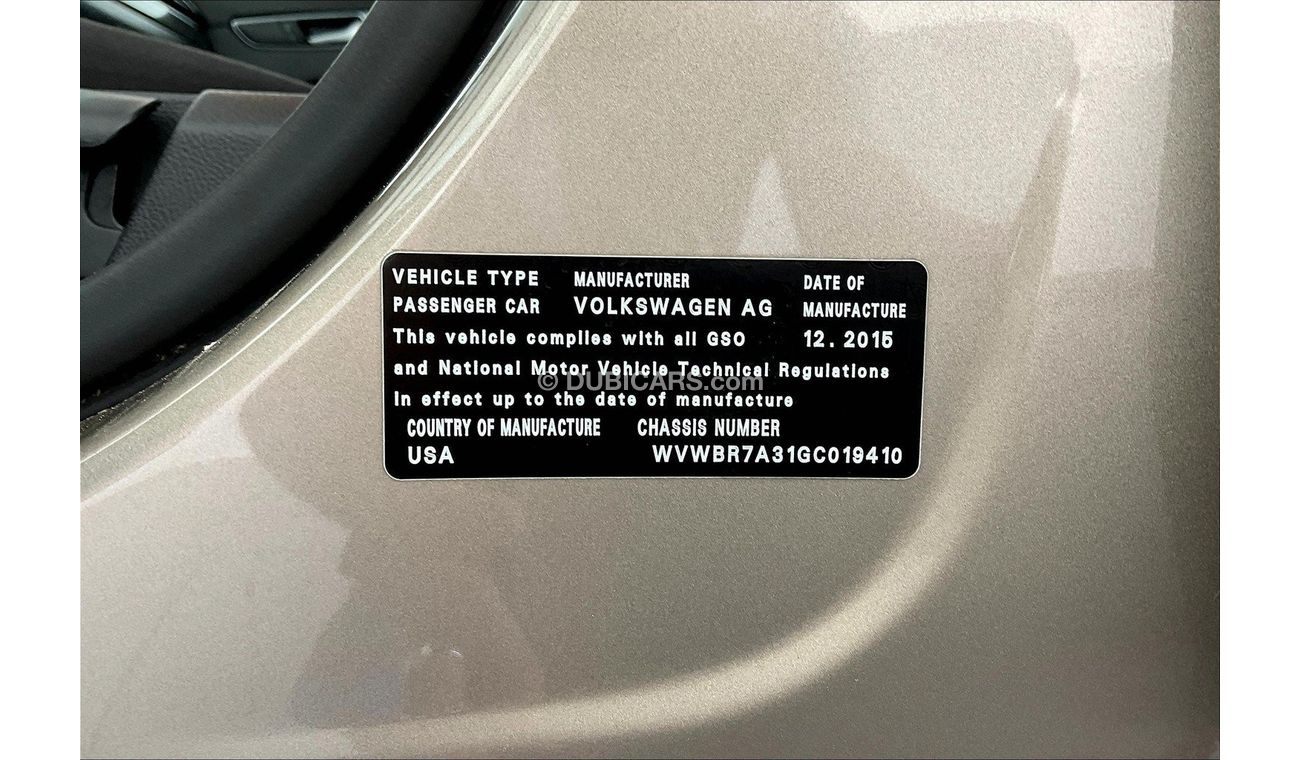 VEHICLE TYPE MANUFACTURER DATE OF
PASSENGER CAR VOLKSWAGEN AG MANUFACTURE
This vehicle complies with all GSO 12. 2015
and National Motor Vehicle Technical Regulations
© DUBICARS.com
In effect up to the date of manufacture
COUNTRY OF MANUFACTURE CHASSIS NUMBER
USA WVWBR7A31GC019410